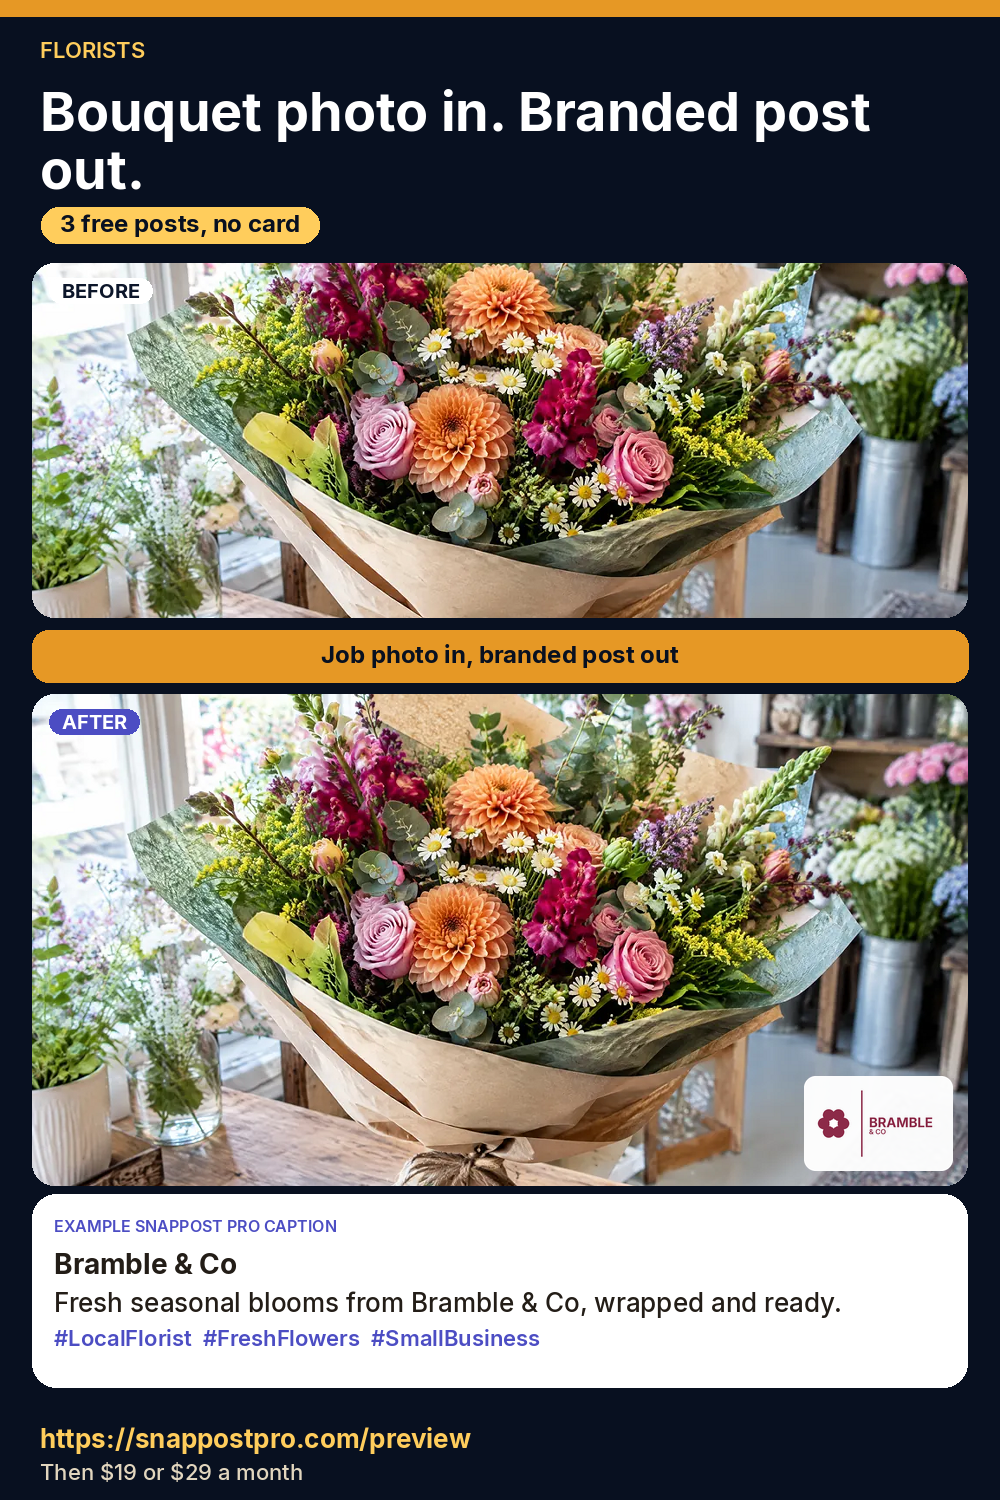 FLORISTS
Bouquet photo in. Branded post
out.
3 free posts, no card
BEFORE
Job photo in, branded post out
AFTER
BRAMBLE
& CO
EXAMPLE SNAPPOST PRO CAPTION
Bramble & Co
Fresh seasonal blooms from Bramble & Co, wrapped and ready.
#LocalFlorist #FreshFlowers #SmallBusiness
https://snappostpro.com/preview
Then $19 or $29 a month